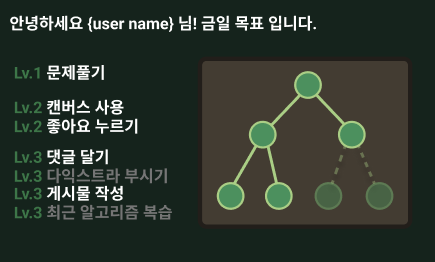 안녕하세요 {user name} 님! 금일 목표 입니다.
Lv.1 문제풀기
Lv.2 캔버스 사용
Lv.2 좋아요 누르기
Lv.3 댓글 달기
Lv.3 다익스트라 부시기
Lv.3 게시물 작성
Lv.3 최근 알고리즘 복습